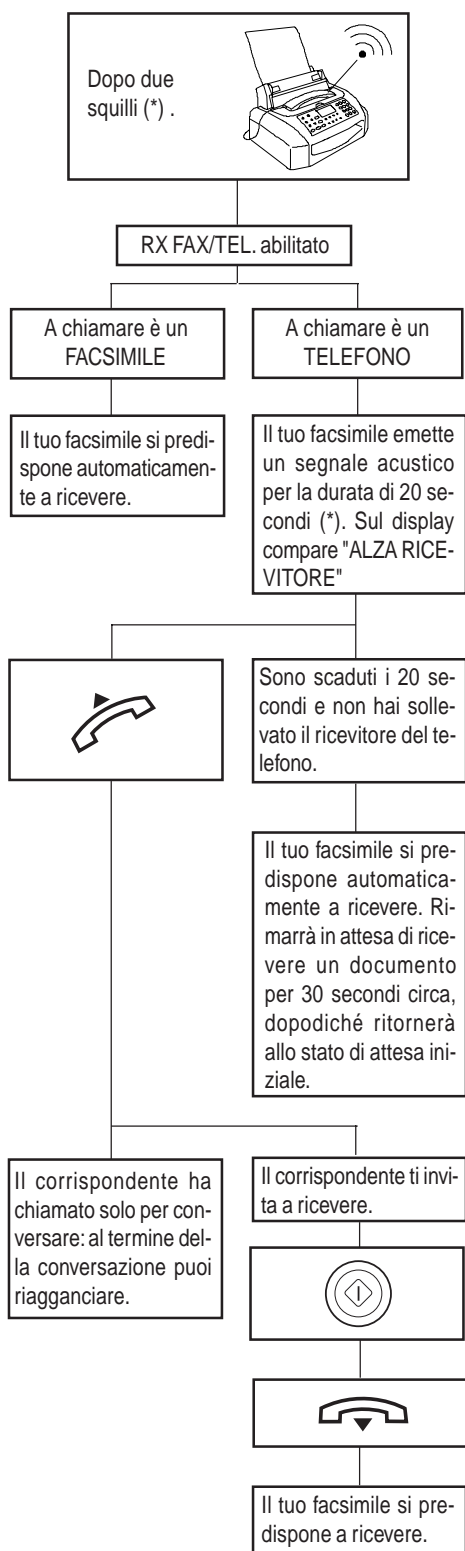 Dopo due
squilli (*) .
RX FAX/TEL. abilitato
A chiamare è un
FACSIMILE
A chiamare è un
TELEFONO
Il tuo facsimile si predi-
spone automaticamen-
te a ricevere.
Il tuo facsimile emette
un segnale acustico
per la durata di 20 se-
condi (*). Sul display
compare "ALZA RICE-
VITORE"
Sono scaduti i 20 se-
condi e non hai solle-
vato il ricevitore del te-
lefono.
Il tuo facsimile si pre-
dispone automatica-
mente a ricevere. Ri-
marrà in attesa di rice-
vere un documento
per 30 secondi circa,
dopodiché ritornerà
allo stato di attesa ini-
ziale.
Il corrispondente ha
chiamato solo per con-
versare: al termine del-
la conversazione puoi
riagganciare.
Il corrispondente ti invi-
ta a ricevere.
Il tuo facsimile si pre-
dispone a ricevere.